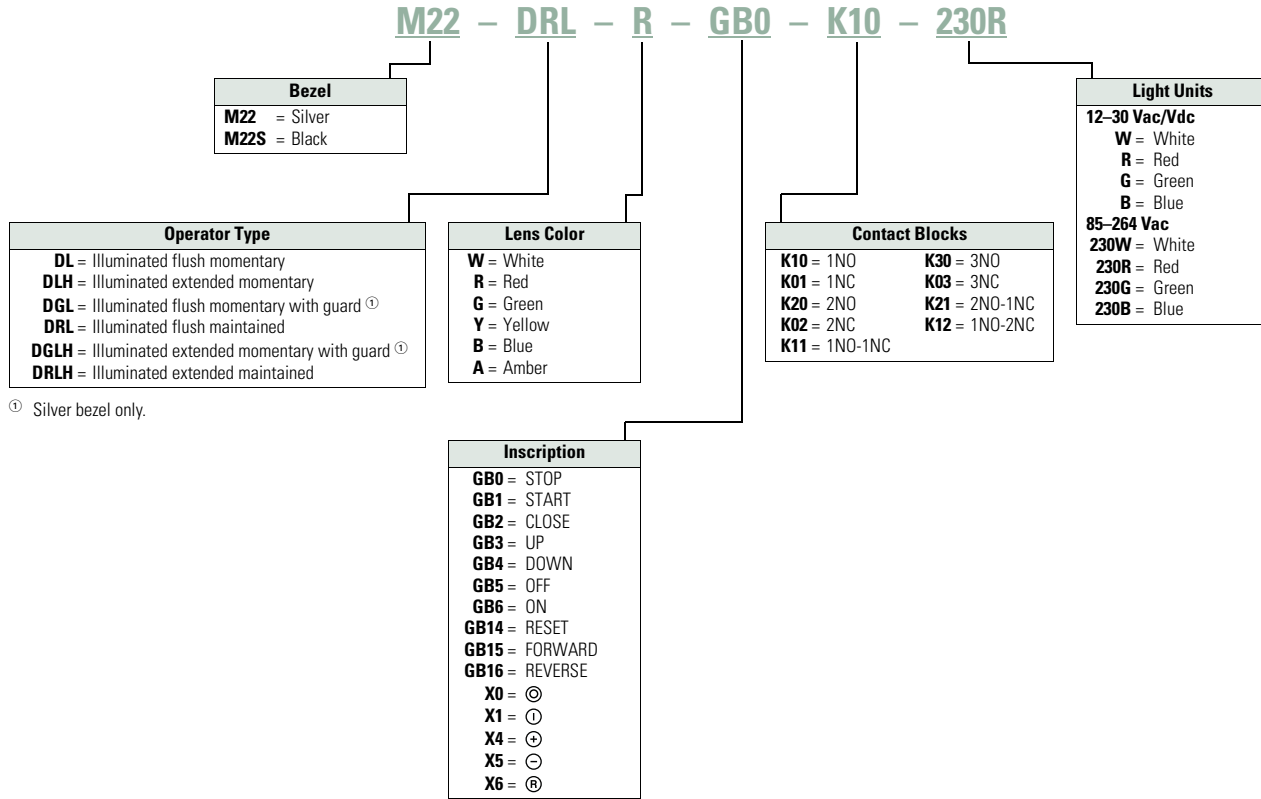 M22 – DRL – R – GB0 – K10 – 230R
Bezel
M22 = Silver
M22S = Black
Light Units
12–30 Vac/Vdc
W = White
R = Red
G = Green
B = Blue
85–264 Vac
230W = White
230R = Red
230G = Green
230B = Blue
Operator Type
DL = Illuminated flush momentary
DLH = Illuminated extended momentary
DGL = Illuminated flush momentary with guard ①
DRL = Illuminated flush maintained
DGLH = Illuminated extended momentary with guard ①
DRLH = Illuminated extended maintained
Lens Color
W = White
R = Red
G = Green
Y = Yellow
B = Blue
A = Amber
Contact Blocks
K10 = 1NO K30 = 3NO
K01 = 1NC K03 = 3NC
K20 = 2NO K21 = 2NO-1NC
K02 = 2NC K12 = 1NO-2NC
K11 = 1NO-1NC
① Silver bezel only.
Inscription
GB0 = STOP
GB1 = START
GB2 = CLOSE
GB3 = UP
GB4 = DOWN
GB5 = OFF
GB6 = ON
GB14 = RESET
GB15 = FORWARD
GB16 = REVERSE
X0 = ⌾
X1 = ⏼
X4 = ⊕
X5 = ⊖
X6 = Ⓡ